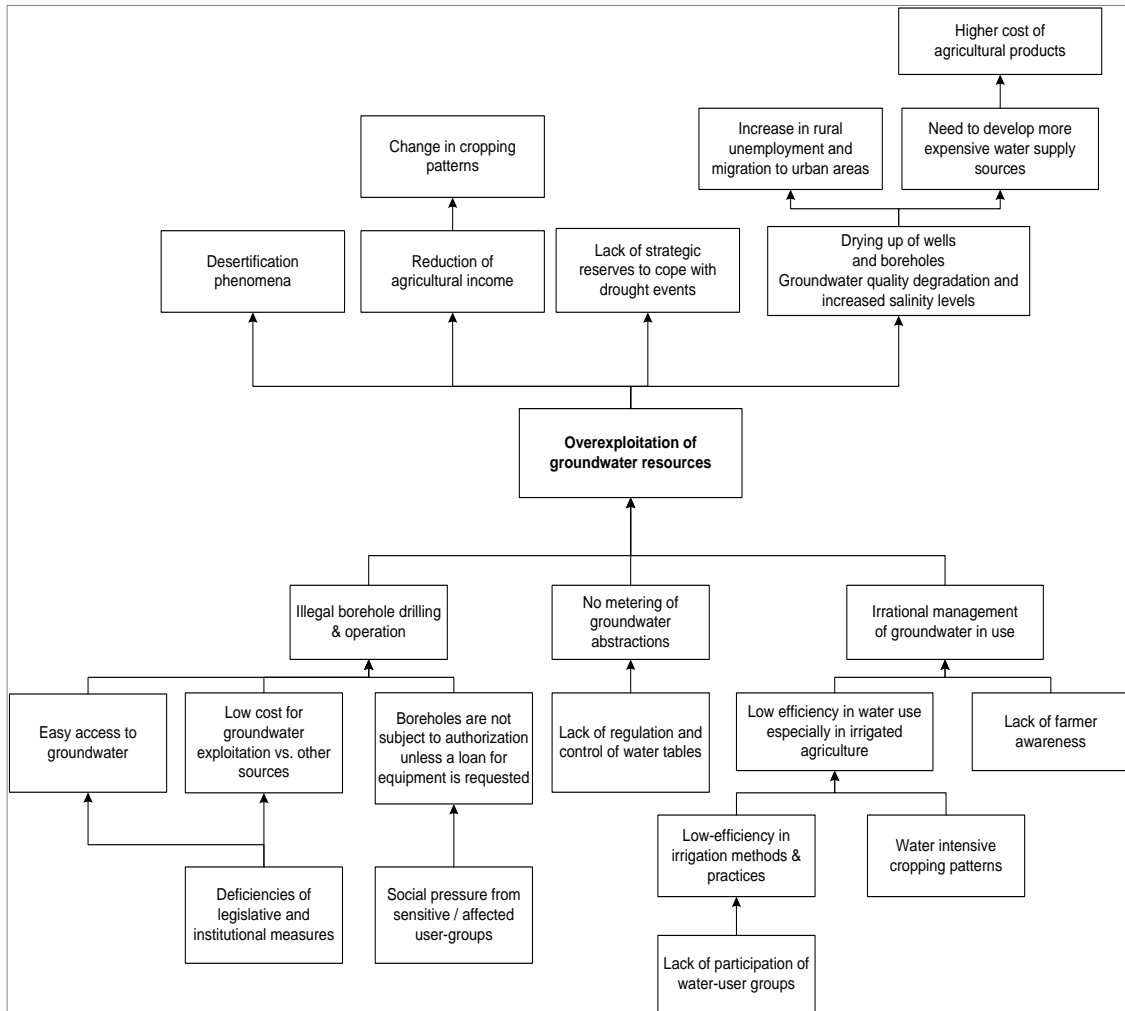 Higher cost of
agricultural products
Increase in rural
unemployment and
migration to urban areas
Need to develop more
expensive water supply
sources
Change in cropping
patterns
Desertification
phenomena
Reduction of
agricultural income
Lack of strategic
reserves to cope with
drought events
Drying up of wells
and boreholes
Groundwater quality degradation and
increased salinity levels
Overexploitation of
groundwater resources
Illegal borehole drilling
& operation
No metering of
groundwater
abstractions
Irrational management
of groundwater in use
Easy access to
groundwater
Low cost for
groundwater
exploitation vs. other
sources
Boreholes are not
subject to authorization
unless a loan for
equipment is requested
Lack of regulation and
control of water tables
Low efficiency in water use
especially in irrigated
agriculture
Lack of farmer
awareness
Low-efficiency in
irrigation methods &
practices
Water intensive
cropping patterns
Deficiencies of
legislative and
institutional measures
Social pressure from
sensitive / affected
user-groups
Lack of participation of
water-user groups